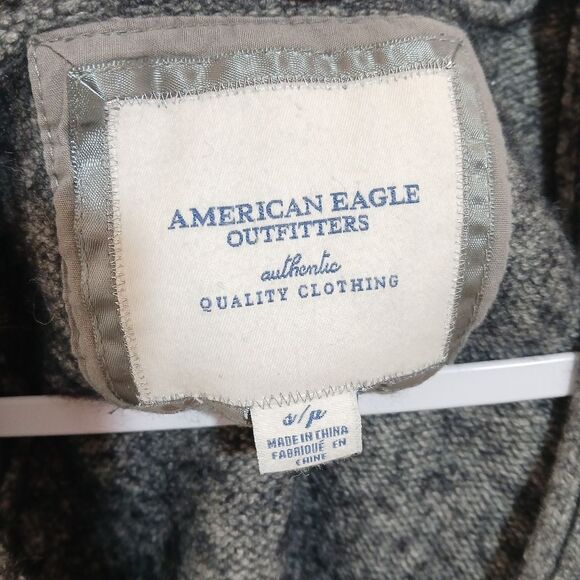 AMERICAN EAGLE
OUTFITTERS
authentic
QUALITY CLOTHING
s/p
MADE IN CHINA
FABRIQUÉ EN
CHINE